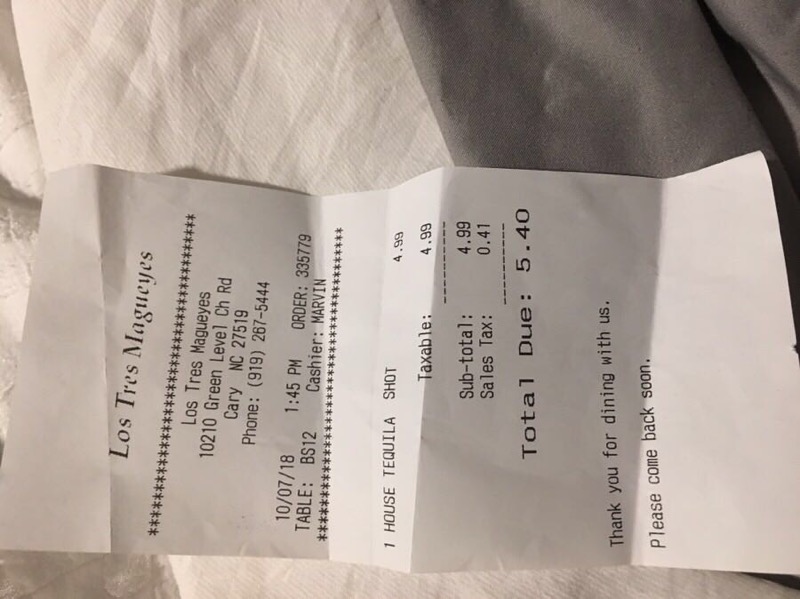 Los Tres Magueyes
******************************************
Los Tres Magueyes
10210 Green Level Ch Rd
Cary NC 27519
Phone: (919) 267-5444
10/07/18 1:45 PM ORDER: 335779
TABLE: BS12 Cashier: MARVIN
******************************************
1 HOUSE TEQUILA SHOT 4.99
Taxable: 4.99
----------
Sub-total: 4.99
Sales Tax: 0.41
----------
Total Due: 5.40
Thank you for dining with us.
Please come back soon.